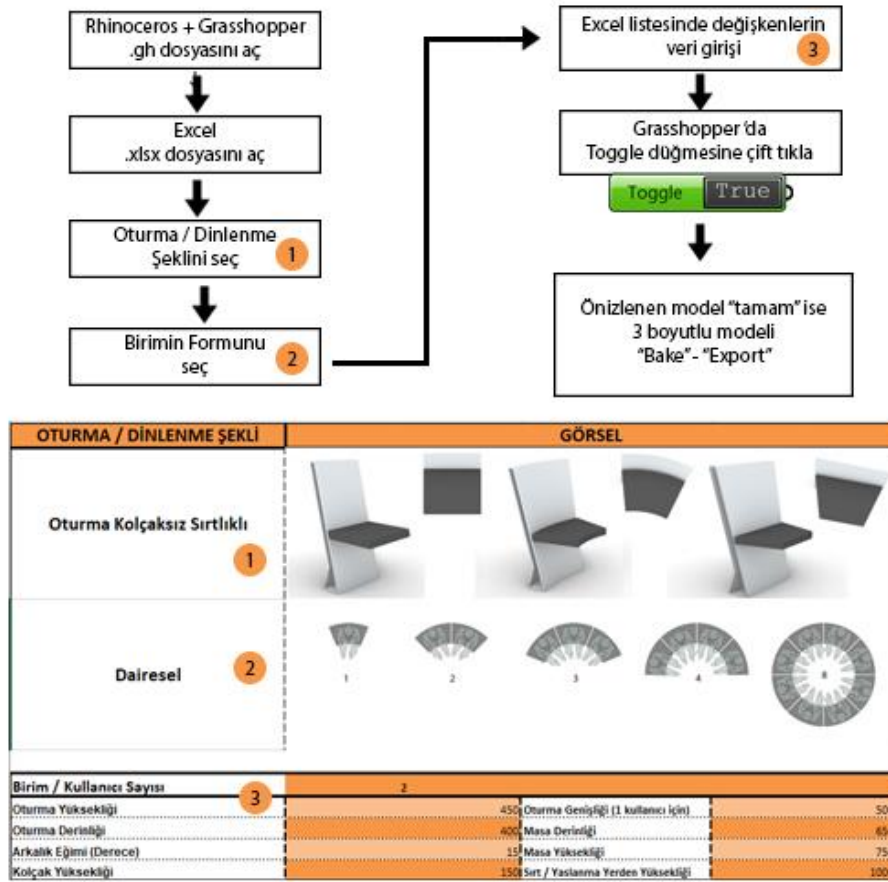 Rhinoceros + Grasshopper
.gh dosyasını aç
Excel
.xlsx dosyasını aç
Oturma / Dinlenme
Şeklini seç
1
Birimin Formunu
seç
2
Excel listesinde değişkenlerin
veri girişi
3
Grasshopper'da
Toggle düğmesine çift tıkla
Toggle True
Önizlenen model "tamam" ise
3 boyutlu modeli
"Bake"- "Export"
OTURMA / DİNLENME ŞEKLİ GÖRSEL
Oturma Kolçaksız Sırtlıklı
1
Dairesel
2
1 2 3 4 8
Birim / Kullanıcı Sayısı 2
3
Oturma Yüksekliği 450 Oturma Genişliği (1 kullanıcı için) 50
Oturma Derinliği 400 Masa Derinliği 65
Arkalık Eğimi (Derece) 15 Masa Yüksekliği 75
Kolçak Yüksekliği 150 Sırt / Yaslanma Yerden Yüksekliği 100